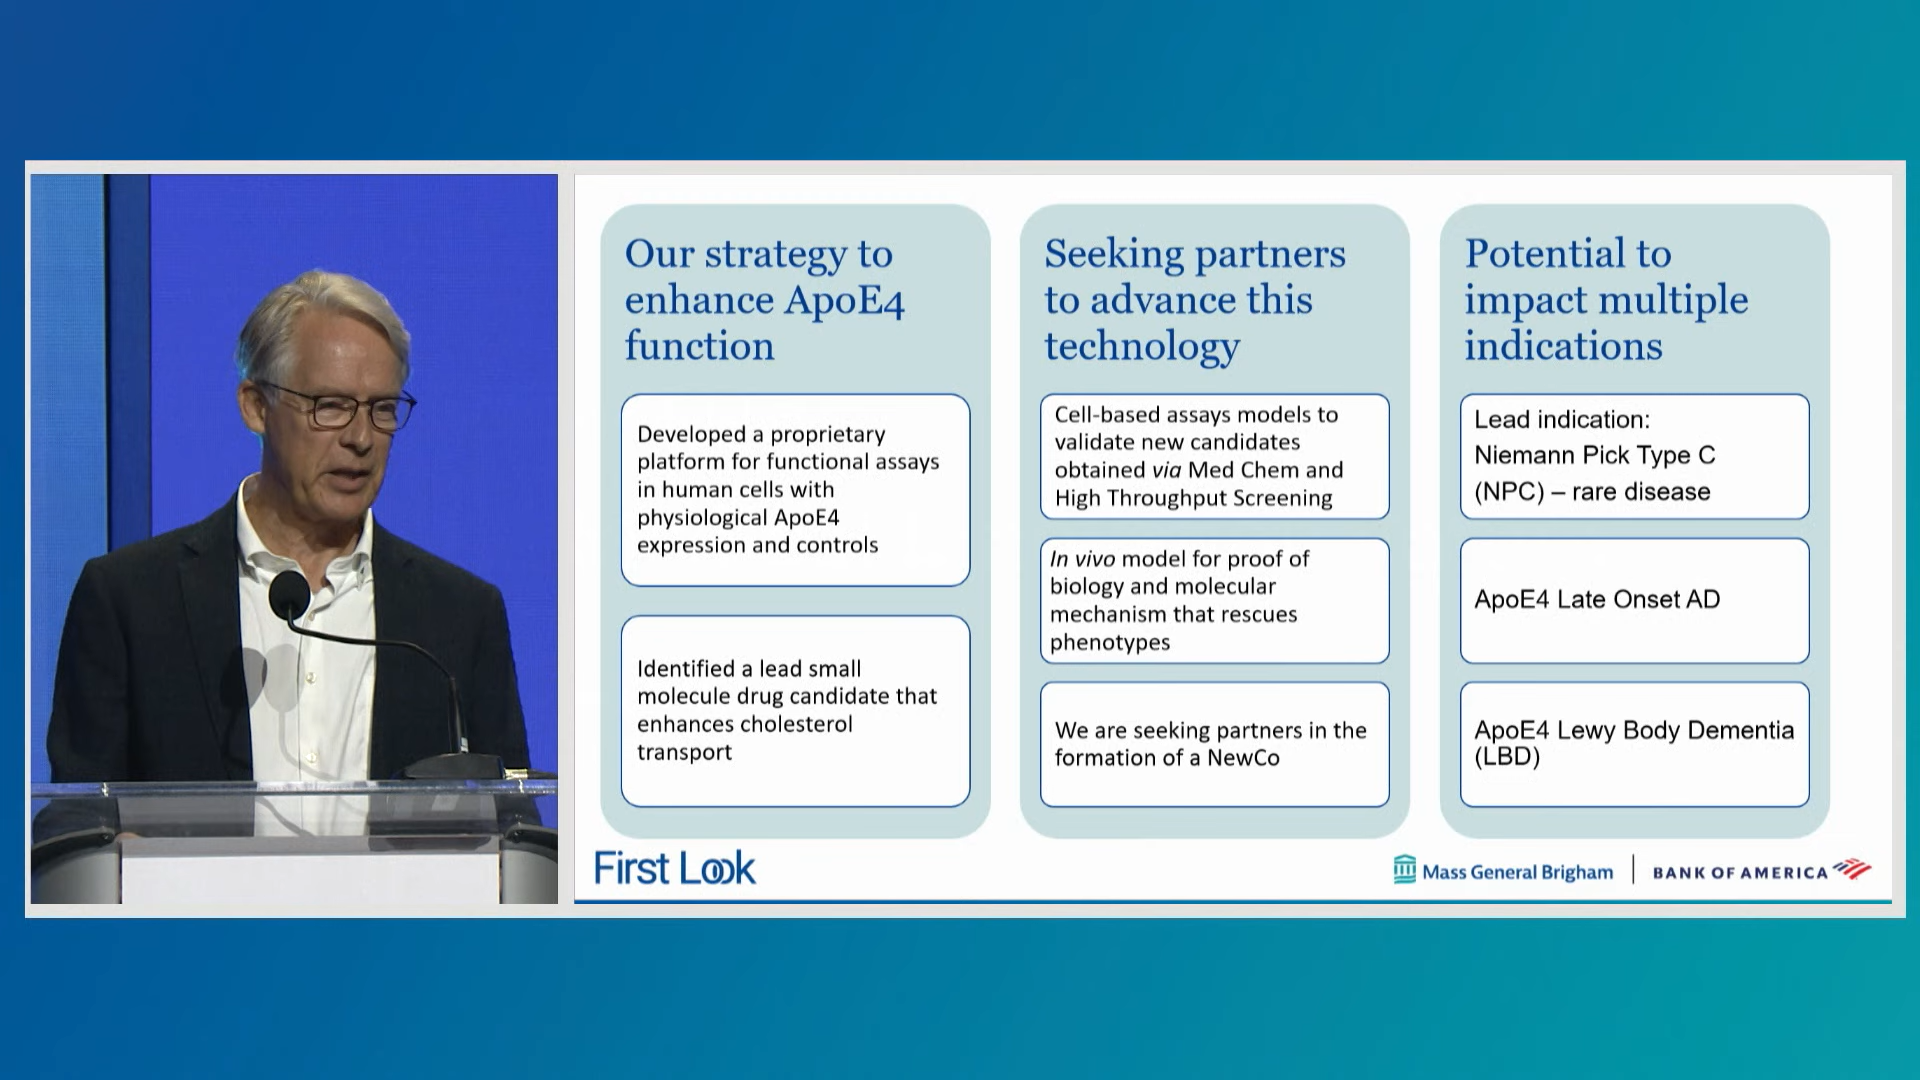 Our strategy to
enhance ApoE4
function
Developed a proprietary
platform for functional assays
in human cells with
physiological ApoE4
expression and controls
Identified a lead small
molecule drug candidate that
enhances cholesterol
transport
Seeking partners
to advance this
technology
Cell-based assays models to
validate new candidates
obtained via Med Chem and
High Throughput Screening
In vivo model for proof of
biology and molecular
mechanism that rescues
phenotypes
We are seeking partners in the
formation of a NewCo
Potential to
impact multiple
indications
Lead indication:
Niemann Pick Type C
(NPC) – rare disease
ApoE4 Late Onset AD
ApoE4 Lewy Body Dementia
(LBD)
First Look
Mass General Brigham
BANK OF AMERICA